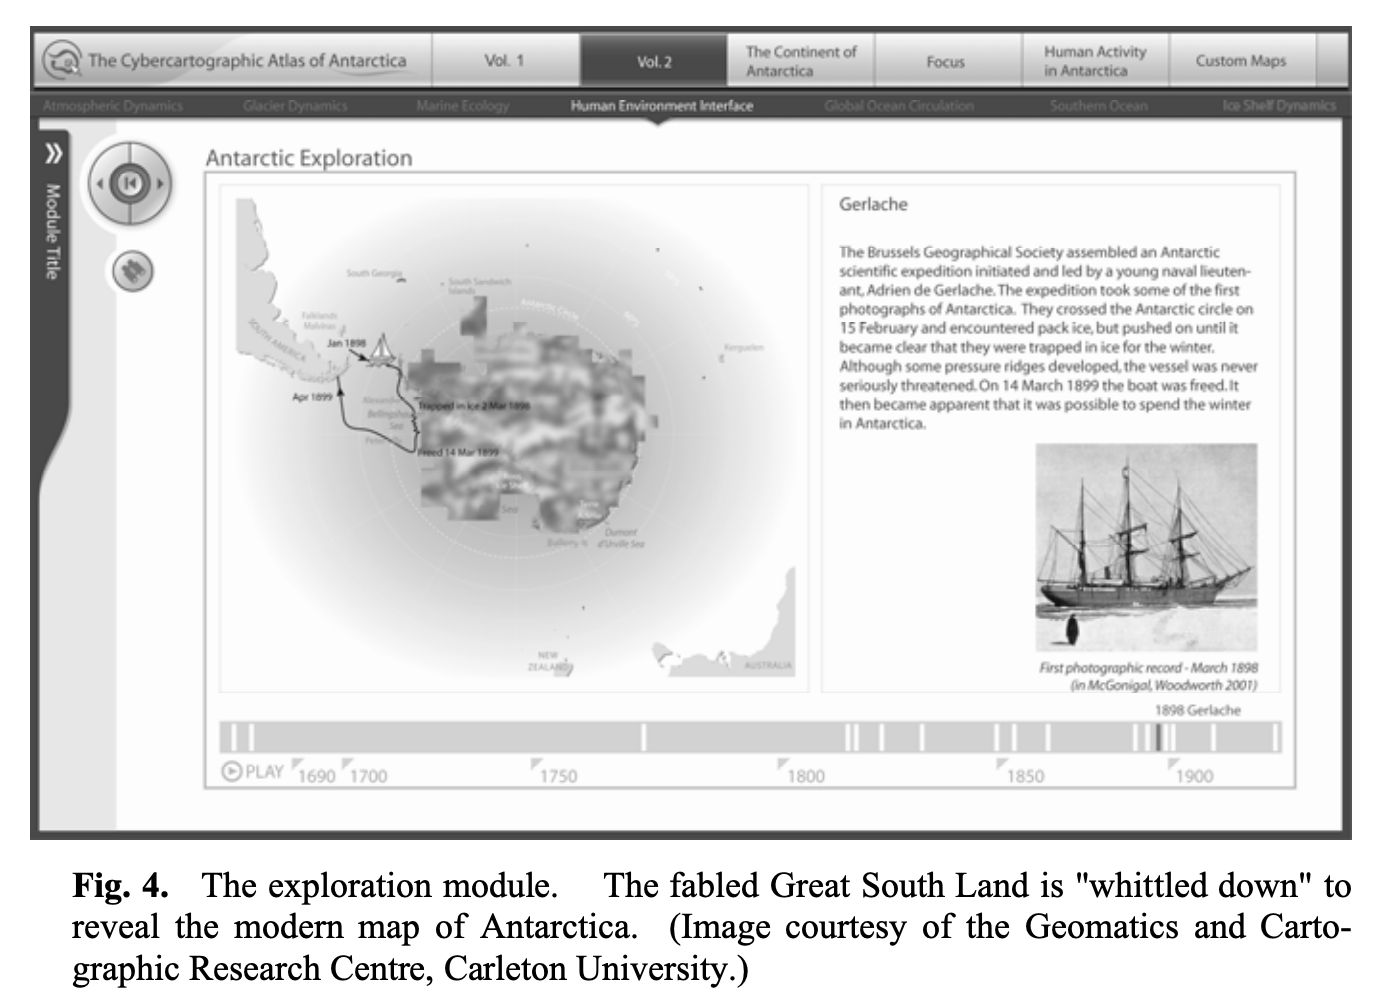 The Cybercartographic Atlas of Antarctica
Vol. 1
Vol. 2
The Continent of
Antarctica
Focus
Human Activity
in Antarctica
Custom Maps
Atmospheric Dynamics
Glacier Dynamics
Marine Ecology
Human Environment Interface
Global Ocean Circulation
Southern Ocean
Ice Shelf Dynamics
Module Title
Antarctic Exploration
South Georgia
South Sandwich
Islands
Antarctic Circle
Falklands
Malvinas
SOUTH AMERICA
Jan 1898
Kerguelen
Apr 1899
Trapped in Ice 2 Mar 1898
Bellingshau
Sea
Freed 14 Mar 1899
Sea
Terre
Adélie
Balleny Is
Dumont
d'Urville Sea
NEW
ZEALAND
AUSTRALIA
Gerlache
The Brussels Geographical Society assembled an Antarctic
scientific expedition initiated and led by a young naval lieuten-
ant, Adrien de Gerlache. The expedition took some of the first
photographs of Antarctica. They crossed the Antarctic circle on
15 February and encountered pack ice, but pushed on until it
became clear that they were trapped in ice for the winter.
Although some pressure ridges developed, the vessel was never
seriously threatened. On 14 March 1899 the boat was freed. It
then became apparent that it was possible to spend the winter
in Antarctica.
First photographic record - March 1898
(in McGonigal, Woodworth 2001)
1898 Gerlache
PLAY
1690
1700
1750
1800
1850
1900
Fig. 4. The exploration module. The fabled Great South Land is "whittled down" to
reveal the modern map of Antarctica. (Image courtesy of the Geomatics and Carto-
graphic Research Centre, Carleton University.)